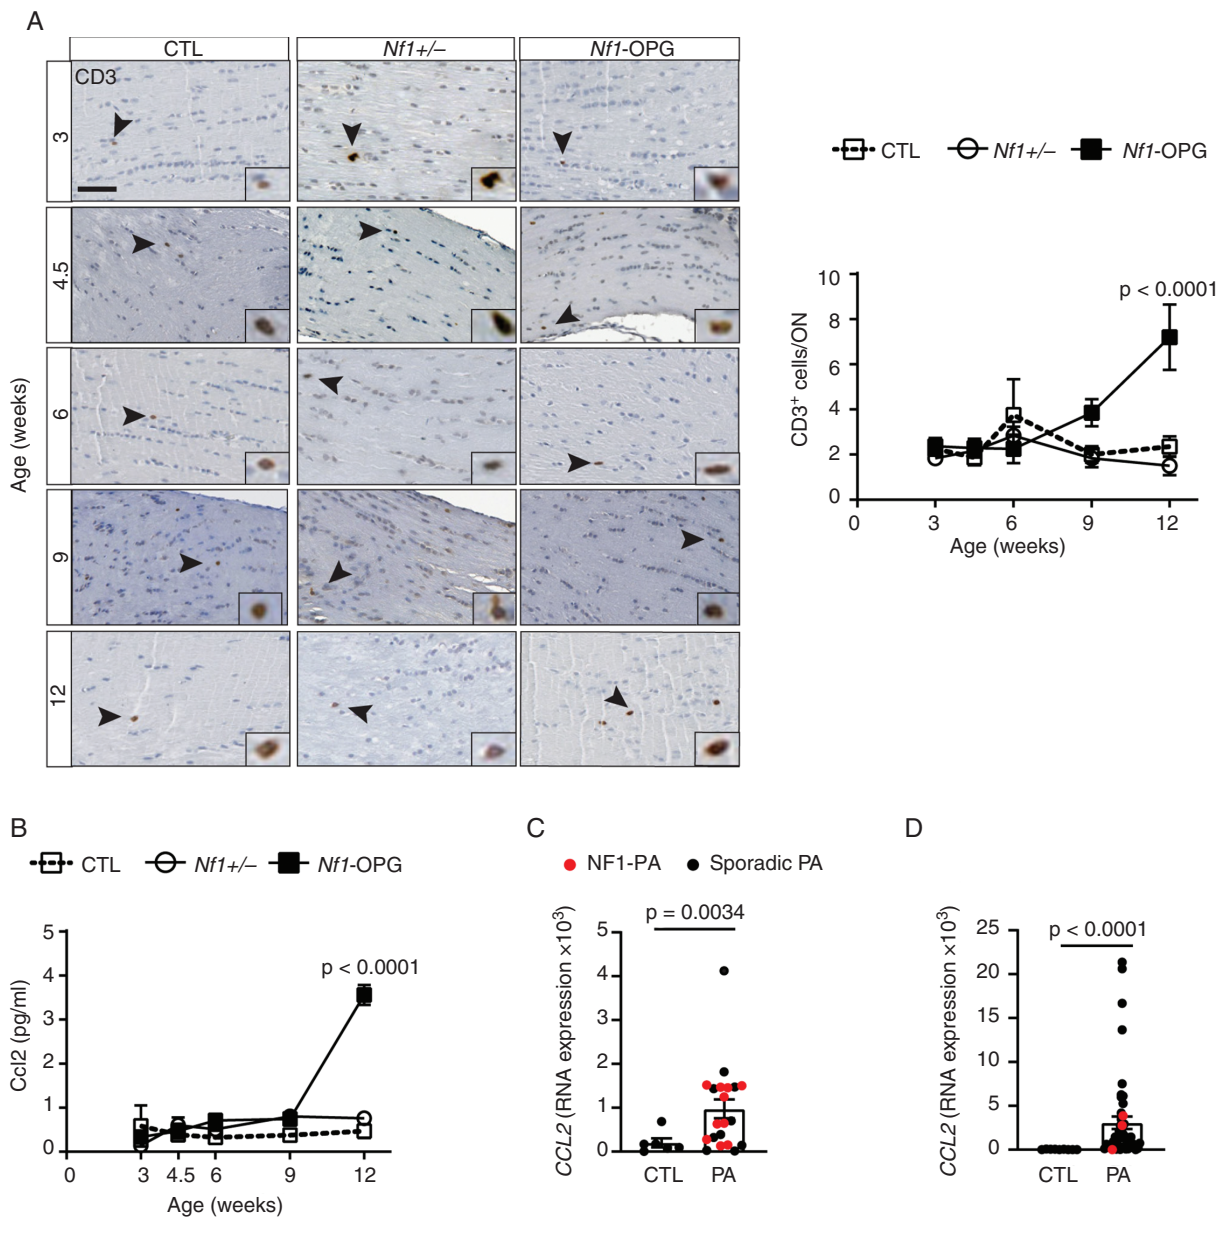 A
CTL
Nf1+/–
Nf1-OPG
CD3
3
4.5
6
9
12
Age (weeks)
CTL
Nf1+/–
Nf1-OPG
10
8
6
4
2
0
CD3+ cells/ON
p < 0.0001
0
3
6
9
12
Age (weeks)
B
CTL
Nf1+/–
Nf1-OPG
5
4
3
2
1
0
Ccl2 (pg/ml)
p < 0.0001
0
3
4.5
6
9
12
Age (weeks)
C
NF1-PA
Sporadic PA
p = 0.0034
5
4
3
2
1
0
CCL2 (RNA expression ×10³)
CTL
PA
D
p < 0.0001
25
20
15
10
5
0
CCL2 (RNA expression ×10³)
CTL
PA